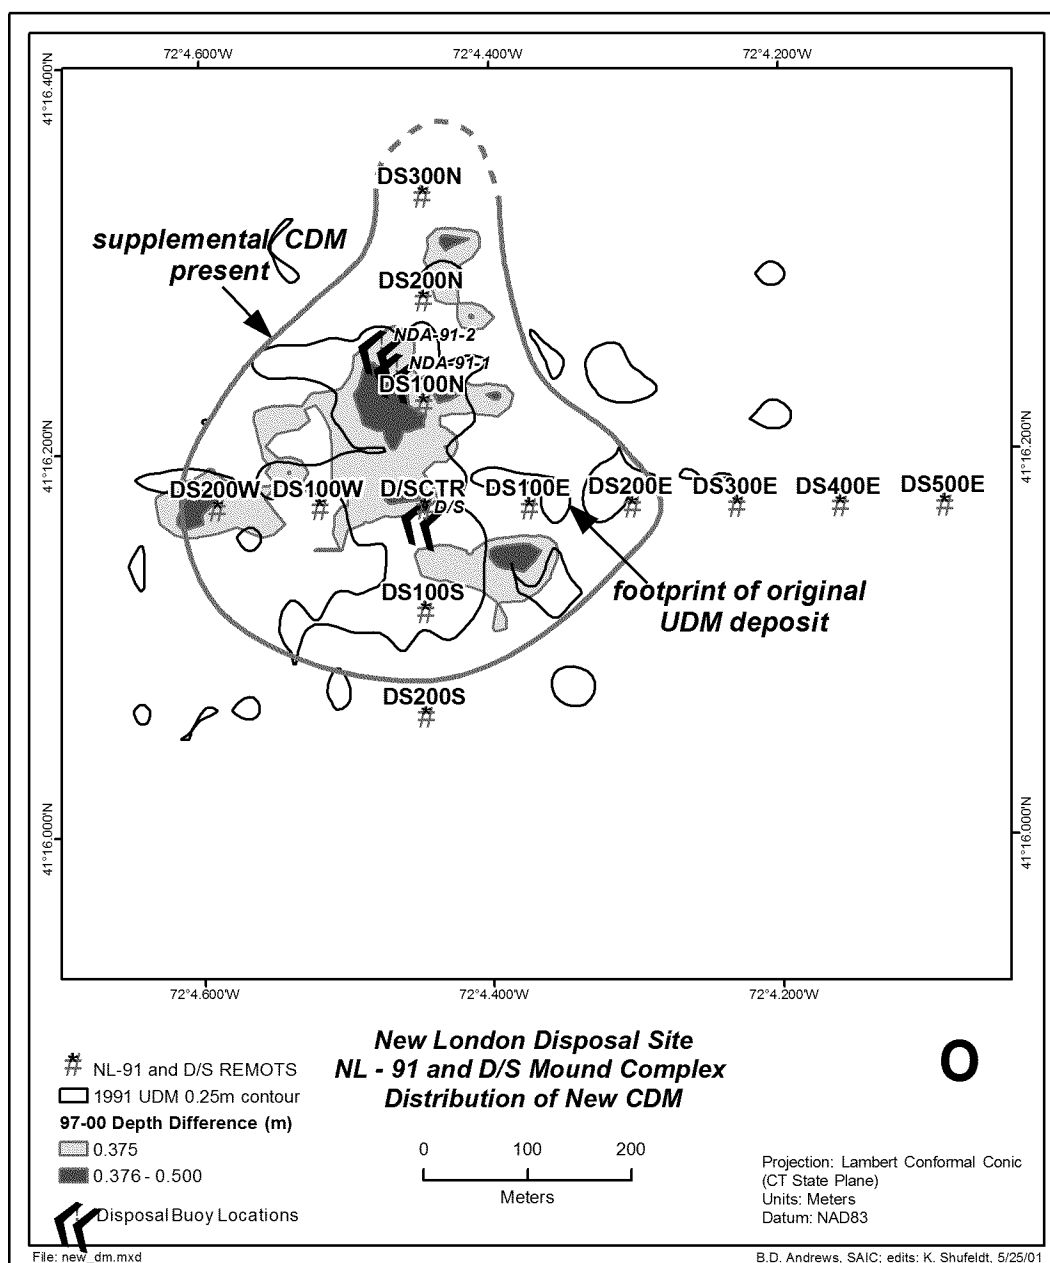 72°4.600'W 72°4.400'W 72°4.200'W
41°16.400'N
DS300N
supplemental CDM
present
DS200N
NDA-91-2
NDA-91-1
DS100N
41°16.200'N 41°16.200'N
DS200W DS100W D/SCTR DS100E DS200E DS300E DS400E DS500E
D/S
DS100S
footprint of original
UDM deposit
DS200S
41°16.000'N 41°16.000'N
72°4.600'W 72°4.400'W 72°4.200'W
New London Disposal Site
NL - 91 and D/S Mound Complex
Distribution of New CDM
O
NL-91 and D/S REMOTS
1991 UDM 0.25m contour
97-00 Depth Difference (m)
0.375
0.376 - 0.500
Disposal Buoy Locations
0 100 200
Meters
Projection: Lambert Conformal Conic
(CT State Plane)
Units: Meters
Datum: NAD83
File: new_dm.mxd
B.D. Andrews, SAIC; edits: K. Shufeldt, 5/25/01